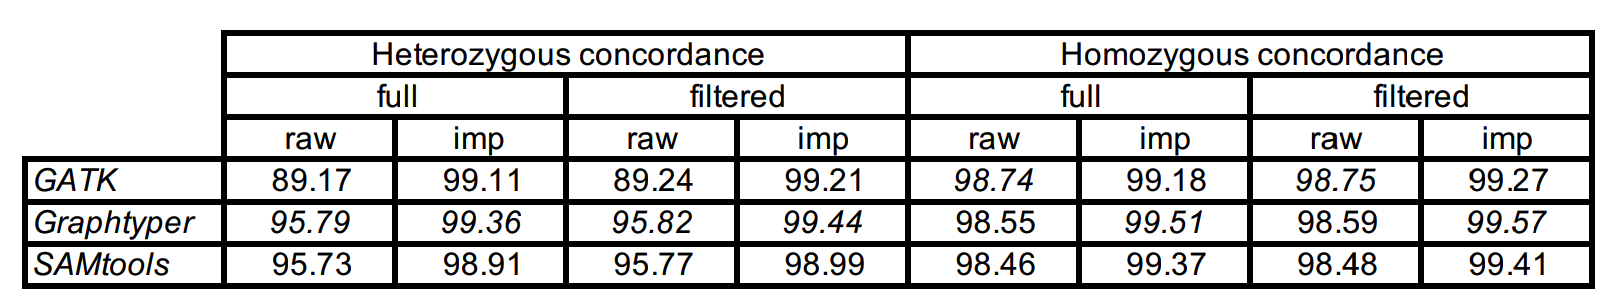 Heterozygous concordance Homozygous concordance
full filtered full filtered
raw imp raw imp raw imp raw imp
GATK 89.17 99.11 89.24 99.21 98.74 99.18 98.75 99.27
Graphtyper 95.79 99.36 95.82 99.44 98.55 99.51 98.59 99.57
SAMtools 95.73 98.91 95.77 98.99 98.46 99.37 98.48 99.41